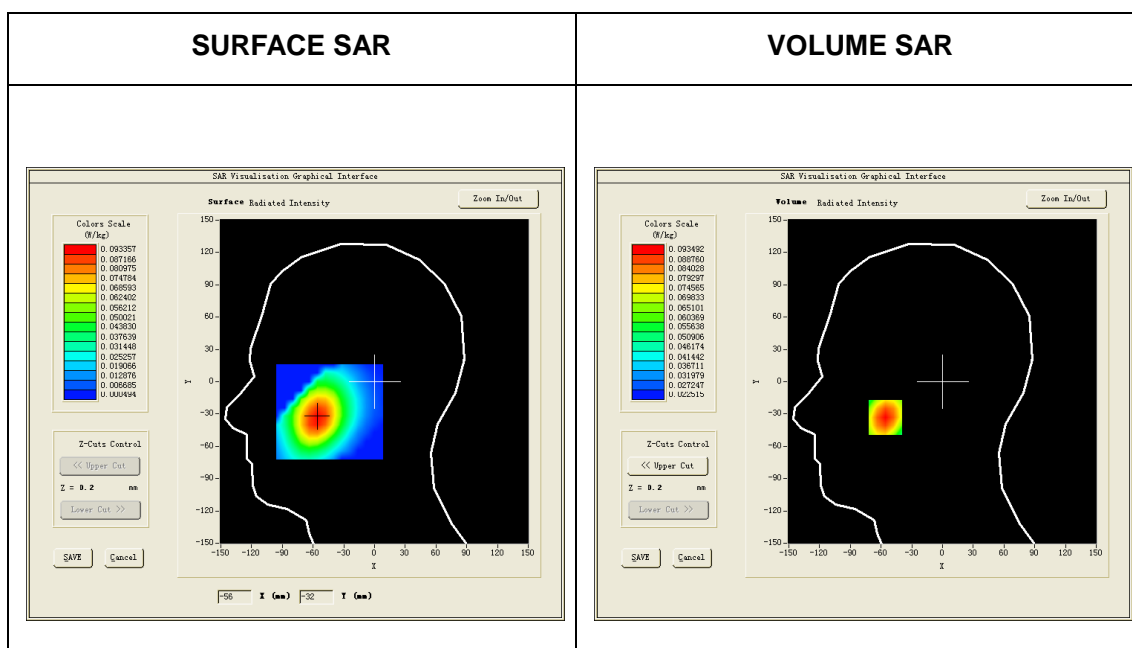 SURFACE SAR
VOLUME SAR
SAR Visualisation Graphical Interface
Surface Radiated Intensity
Zoom In/Out
Colors Scale
(W/kg)
0.093357
0.087166
0.080975
0.074784
0.068593
0.062402
0.056212
0.050021
0.043830
0.037639
0.031448
0.025257
0.019066
0.012876
0.006685
0.000494
150
120
90
60
30
0
-30
-60
-90
-120
-150
Y
-150 -120 -90 -60 -30 0 30 60 90 120 150
X
Z-Cuts Control
<< Upper Cut
Z = 0.2 mm
Lower Cut >>
SAVE Cancel
-56 X (mm) -32 Y (mm)
SAR Visualisation Graphical Interface
Volume Radiated Intensity
Zoom In/Out
Colors Scale
(W/kg)
0.093492
0.088760
0.084028
0.079297
0.074565
0.069833
0.065101
0.060369
0.055638
0.050906
0.046174
0.041442
0.036711
0.031979
0.027247
0.022515
150
120
90
60
30
0
-30
-60
-90
-120
-150
Y
-150 -120 -90 -60 -30 0 30 60 90 120 150
X
Z-Cuts Control
<< Upper Cut
Z = 0.2 mm
Lower Cut >>
SAVE Cancel